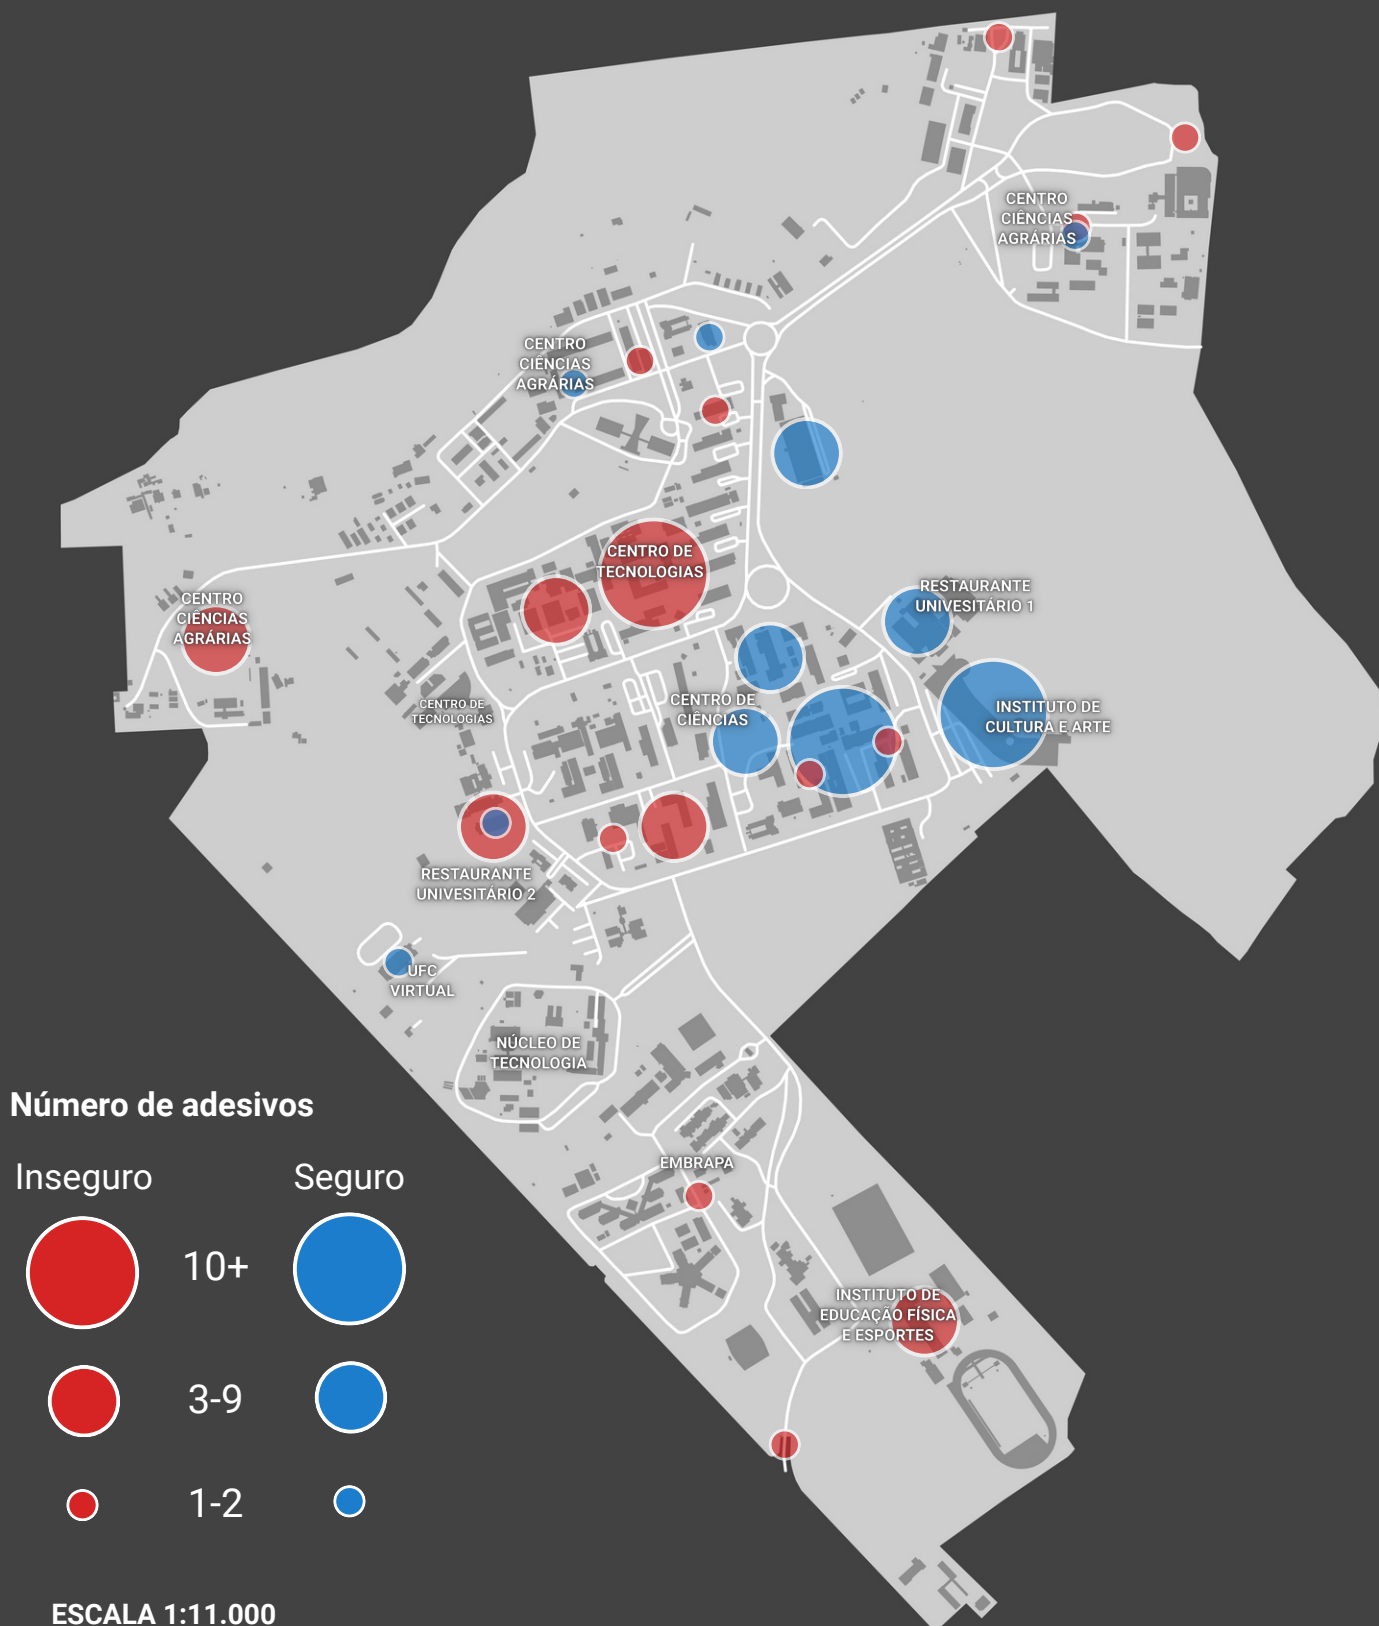 CENTRO
CIÊNCIAS
AGRÁRIAS
CENTRO
CIÊNCIAS
AGRÁRIAS
CENTRO DE
TECNOLOGIAS
RESTAURANTE
UNIVESITÁRIO 1
CENTRO
CIÊNCIAS
AGRÁRIAS
CENTRO DE
TECNOLOGIAS
CENTRO DE
CIÊNCIAS
INSTITUTO DE
CULTURA E ARTE
RESTAURANTE
UNIVESITÁRIO 2
UFC
VIRTUAL
NÚCLEO DE
TECNOLOGIA
EMBRAPA
INSTITUTO DE
EDUCAÇÃO FÍSICA
E ESPORTES
Número de adesivos
Inseguro Seguro
10+
3-9
1-2
ESCALA 1:11.000